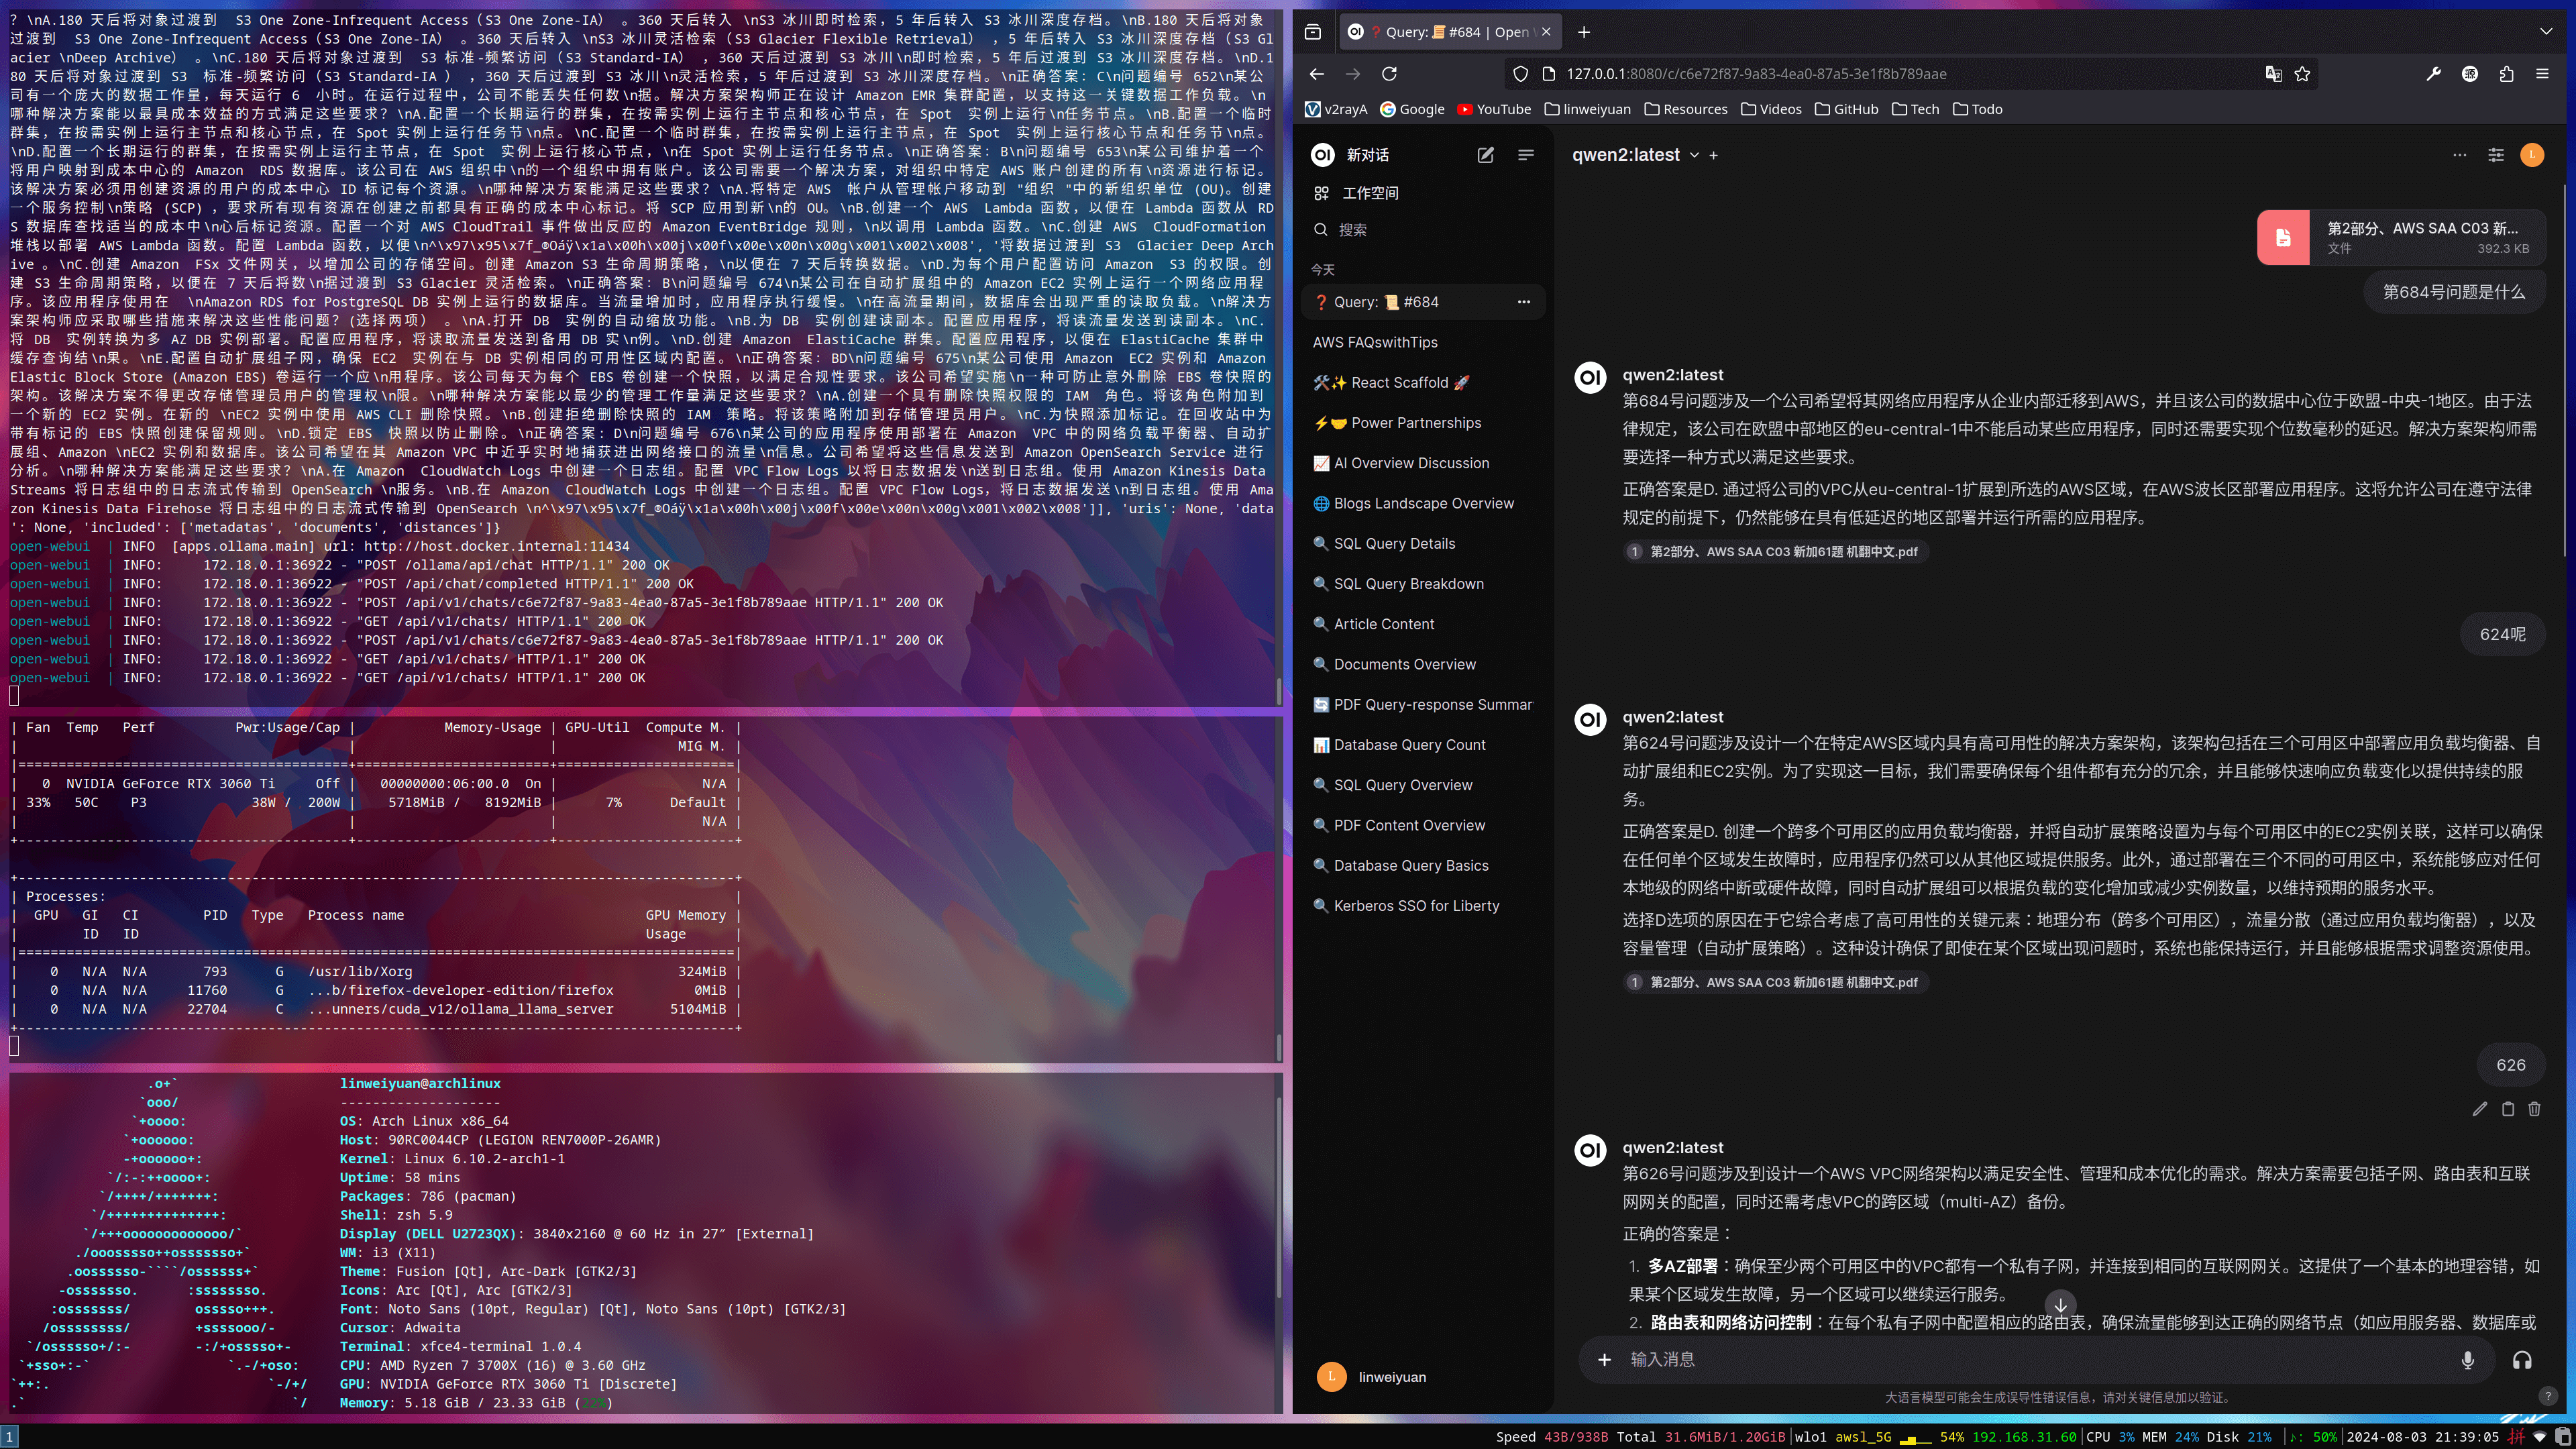 ? \nA.180 天后将对象过渡到 S3 One Zone-Infrequent Access（S3 One Zone-IA） 。360 天后转入 \nS3 冰川即时检索，5 年后转入 S3 冰川深度存档。\nB.180 天后将对象
过渡到 S3 One Zone-Infrequent Access（S3 One Zone-IA） 。360 天后转入 \nS3 冰川灵活检索（S3 Glacier Flexible Retrieval） ，5 年后转入 S3 冰川深度存档（S3 Gl
acier \nDeep Archive） 。\nC.180 天后将对象过渡到 S3 标准-频繁访问（S3 Standard-IA） ，360 天后过渡到 S3 冰川\n即时检索，5 年后过渡到 S3 冰川深度存档。\nD.1
80 天后将对象过渡到 S3 标准-频繁访问（S3 Standard-IA ） ，360 天后过渡到 S3 冰川\n灵活检索，5 年后过渡到 S3 冰川深度存档。\n正确答案: C\n问题编号 652\n某公
司有一个庞大的数据工作量，每天运行 6 小时。在运行过程中，公司不能丢失任何数\n据。解决方案架构师正在设计 Amazon EMR 集群配置，以支持这一关键数据工作负载。\n
哪种解决方案能以最具成本效益的方式满足这些要求？\nA.配置一个长期运行的群集，在按需实例上运行主节点和核心节点，在 Spot 实例上运行\n任务节点。\nB.配置一个临时
群集，在按需实例上运行主节点和核心节点，在 Spot 实例上运行任务节\n点。\nC.配置一个临时群集，在按需实例上运行主节点，在 Spot 实例上运行核心节点和任务节\n点。
\nD.配置一个长期运行的群集，在按需实例上运行主节点，在 Spot 实例上运行核心节点，\n在 Spot 实例上运行任务节点。\n正确答案: B\n问题编号 653\n某公司维护着一个
将用户映射到成本中心的 Amazon RDS 数据库。该公司在 AWS 组织中\n的一个组织中拥有账户。该公司需要一个解决方案，对组织中特定 AWS 账户创建的所有\n资源进行标记。
该解决方案必须用创建资源的用户的成本中心 ID 标记每个资源。\n哪种解决方案能满足这些要求？\nA.将特定 AWS 帐户从管理帐户移动到 "组织 "中的新组织单位 (OU)。创建
一个服务控制\n策略 (SCP) ，要求所有现有资源在创建之前都具有正确的成本中心标记。将 SCP 应用到新\n的 OU。\nB.创建一个 AWS Lambda 函数，以便在 Lambda 函数从 RD
S 数据库查找适当的成本中\n心后标记资源。配置一个对 AWS CloudTrail 事件做出反应的 Amazon EventBridge 规则，\n以调用 Lambda 函数。\nC.创建 AWS CloudFormation
堆栈以部署 AWS Lambda 函数。配置 Lambda 函数，以便\n^\x97\x95\x7f_®Oáÿ\x1a\x00h\x00j\x00f\x00e\x00n\x00g\x001\x002\x008', '将数据过渡到 S3 Glacier Deep Arch
ive 。\nC.创建 Amazon FSx 文件网关，以增加公司的存储空间。创建 Amazon S3 生命周期策略，\n以便在 7 天后转换数据。\nD.为每个用户配置访问 Amazon S3 的权限。创
建 S3 生命周期策略，以便在 7 天后将数\n据过渡到 S3 Glacier 灵活检索。\n正确答案: B\n问题编号 674\n某公司在自动扩展组中的 Amazon EC2 实例上运行一个网络应用程
序。该应用程序使用在 \nAmazon RDS for PostgreSQL DB 实例上运行的数据库。当流量增加时，应用程序执行缓慢。\n在高流量期间，数据库会出现严重的读取负载。\n解决方
案架构师应采取哪些措施来解决这些性能问题？(选择两项） 。\nA.打开 DB 实例的自动缩放功能。\nB.为 DB 实例创建读副本。配置应用程序，将读流量发送到读副本。\nC.
将 DB 实例转换为多 AZ DB 实例部署。配置应用程序，将读取流量发送到备用 DB 实\n例。\nD.创建 Amazon ElastiCache 群集。配置应用程序，以便在 ElastiCache 集群中
缓存查询结\n果。\nE.配置自动扩展组子网，确保 EC2 实例在与 DB 实例相同的可用性区域内配置。\n正确答案: BD\n问题编号 675\n某公司使用 Amazon EC2 实例和 Amazon
Elastic Block Store (Amazon EBS) 卷运行一个应\n用程序。该公司每天为每个 EBS 卷创建一个快照，以满足合规性要求。该公司希望实施\n一种可防止意外删除 EBS 卷快照的
架构。该解决方案不得更改存储管理员用户的管理权\n限。\n哪种解决方案能以最少的管理工作量满足这些要求？\nA.创建一个具有删除快照权限的 IAM 角色。将该角色附加到
一个新的 EC2 实例。在新的 \nEC2 实例中使用 AWS CLI 删除快照。\nB.创建拒绝删除快照的 IAM 策略。将该策略附加到存储管理员用户。\nC.为快照添加标记。在回收站中为
带有标记的 EBS 快照创建保留规则。\nD.锁定 EBS 快照以防止删除。\n正确答案: D\n问题编号 676\n某公司的应用程序使用部署在 Amazon VPC 中的网络负载平衡器、自动扩
展组、Amazon \nEC2 实例和数据库。该公司希望在其 Amazon VPC 中近乎实时地捕获进出网络接口的流量\n信息。公司希望将这些信息发送到 Amazon OpenSearch Service 进行
分析。\n哪种解决方案能满足这些要求？\nA.在 Amazon CloudWatch Logs 中创建一个日志组。配置 VPC Flow Logs 以将日志数据发\n送到日志组。使用 Amazon Kinesis Data
Streams 将日志组中的日志流式传输到 OpenSearch \n服务。\nB.在 Amazon CloudWatch Logs 中创建一个日志组。配置 VPC Flow Logs，将日志数据发送\n到日志组。使用 Ama
zon Kinesis Data Firehose 将日志组中的日志流式传输到 OpenSearch \n^\x97\x95\x7f_®Oáÿ\x1a\x00h\x00j\x00f\x00e\x00n\x00g\x001\x002\x008']], 'uris': None, 'data
': None, 'included': ['metadatas', 'documents', 'distances']}
open-webui | INFO [apps.ollama.main] url: http://host.docker.internal:11434
open-webui | INFO: 172.18.0.1:36922 - "POST /ollama/api/chat HTTP/1.1" 200 OK
open-webui | INFO: 172.18.0.1:36922 - "POST /api/chat/completed HTTP/1.1" 200 OK
open-webui | INFO: 172.18.0.1:36922 - "POST /api/v1/chats/c6e72f87-9a83-4ea0-87a5-3e1f8b789aae HTTP/1.1" 200 OK
open-webui | INFO: 172.18.0.1:36922 - "GET /api/v1/chats/ HTTP/1.1" 200 OK
open-webui | INFO: 172.18.0.1:36922 - "POST /api/v1/chats/c6e72f87-9a83-4ea0-87a5-3e1f8b789aae HTTP/1.1" 200 OK
open-webui | INFO: 172.18.0.1:36922 - "GET /api/v1/chats/ HTTP/1.1" 200 OK
open-webui | INFO: 172.18.0.1:36922 - "GET /api/v1/chats/ HTTP/1.1" 200 OK
| Fan Temp Perf Pwr:Usage/Cap | Memory-Usage | GPU-Util Compute M. |
| | | MIG M. |
|=========================================+========================+======================|
| 0 NVIDIA GeForce RTX 3060 Ti Off | 00000000:06:00.0 On | N/A |
| 33% 50C P3 38W / 200W | 5718MiB / 8192MiB | 7% Default |
| | | N/A |
+-----------------------------------------+------------------------+----------------------+
+-----------------------------------------------------------------------------------------+
| Processes: |
| GPU GI CI PID Type Process name GPU Memory |
| ID ID Usage |
|=========================================================================================|
| 0 N/A N/A 793 G /usr/lib/Xorg 324MiB |
| 0 N/A N/A 11760 G ...b/firefox-developer-edition/firefox 0MiB |
| 0 N/A N/A 22704 C ...unners/cuda_v12/ollama_llama_server 5104MiB |
+-----------------------------------------------------------------------------------------+
.o+` linweiyuan@archlinux
`ooo/ --------------------
`+oooo: OS: Arch Linux x86_64
`+oooooo: Host: 90RC0044CP (LEGION REN7000P-26AMR)
-+oooooo+: Kernel: Linux 6.10.2-arch1-1
`/:-:++oooo+: Uptime: 58 mins
`/++++/+++++++: Packages: 786 (pacman)
`/++++++++++++++: Shell: zsh 5.9
`/+++ooooooooooooo/` Display (DELL U2723QX): 3840x2160 @ 60 Hz in 27″ [External]
./ooosssso++osssssso+` WM: i3 (X11)
.oossssso-````/ossssss+` Theme: Fusion [Qt], Arc-Dark [GTK2/3]
-osssssso. :ssssssso. Icons: Arc [Qt], Arc [GTK2/3]
:osssssss/ osssso+++. Font: Noto Sans (10pt, Regular) [Qt], Noto Sans (10pt) [GTK2/3]
/ossssssss/ +ssssooo/- Cursor: Adwaita
`/ossssso+/:- -:/+osssso+- Terminal: xfce4-terminal 1.0.4
`+sso+:-` `.-/+oso: CPU: AMD Ryzen 7 3700X (16) @ 3.60 GHz
`++:. `-/+/ GPU: NVIDIA GeForce RTX 3060 Ti [Discrete]
.` `/ Memory: 5.18 GiB / 23.33 GiB (22%)
❓ Query: 📜 #684 | Open
127.0.0.1:8080/c/c6e72f87-9a83-4ea0-87a5-3e1f8b789aae
v2rayA Google YouTube linweiyuan Resources Videos GitHub Tech Todo
新对话
工作空间
搜索
今天
❓ Query: 📜 #684
AWS FAQswithTips
🛠️✨ React Scaffold 🚀
⚡🤝 Power Partnerships
📈 AI Overview Discussion
🌐 Blogs Landscape Overview
🔍 SQL Query Details
🔍 SQL Query Breakdown
🔍 Article Content
🔍 Documents Overview
🔄 PDF Query-response Summar
📊 Database Query Count
🔍 SQL Query Overview
🔍 PDF Content Overview
🔍 Database Query Basics
🔍 Kerberos SSO for Liberty
L linweiyuan
qwen2:latest
L
第2部分、AWS SAA C03 新...
文件 392.3 KB
第684号问题是什么
OI qwen2:latest
第684号问题涉及一个公司希望将其网络应用程序从企业内部迁移到AWS，并且该公司的数据中心位于欧盟-中央-1地区。由于法
律规定，该公司在欧盟中部地区的eu-central-1中不能启动某些应用程序，同时还需要实现个位数毫秒的延迟。解决方案架构师需
要选择一种方式以满足这些要求。
正确答案是D. 通过将公司的VPC从eu-central-1扩展到所选的AWS区域，在AWS波长区部署应用程序。这将允许公司在遵守法律
规定的前提下，仍然能够在具有低延迟的地区部署并运行所需的应用程序。
1 第2部分、AWS SAA C03 新加61题 机翻中文.pdf
624呢
OI qwen2:latest
第624号问题涉及设计一个在特定AWS区域内具有高可用性的解决方案架构，该架构包括在三个可用区中部署应用负载均衡器、自
动扩展组和EC2实例。为了实现这一目标，我们需要确保每个组件都有充分的冗余，并且能够快速响应负载变化以提供持续的服
务。
正确答案是D. 创建一个跨多个可用区的应用负载均衡器，并将自动扩展策略设置为与每个可用区中的EC2实例关联，这样可以确保
在任何单个区域发生故障时，应用程序仍然可以从其他区域提供服务。此外，通过部署在三个不同的可用区中，系统能够应对任何
本地级的网络中断或硬件故障，同时自动扩展组可以根据负载的变化增加或减少实例数量，以维持预期的服务水平。
选择D选项的原因在于它综合考虑了高可用性的关键元素：地理分布（跨多个可用区），流量分散（通过应用负载均衡器），以及
容量管理（自动扩展策略）。这种设计确保了即使在某个区域出现问题时，系统也能保持运行，并且能够根据需求调整资源使用。
1 第2部分、AWS SAA C03 新加61题 机翻中文.pdf
626
OI qwen2:latest
第626号问题涉及到设计一个AWS VPC网络架构以满足安全性、管理和成本优化的需求。解决方案需要包括子网、路由表和互联
网网关的配置，同时还需考虑VPC的跨区域（multi-AZ）备份。
正确的答案是：
1. 多AZ部署：确保至少两个可用区中的VPC都有一个私有子网，并连接到相同的互联网网关。这提供了一个基本的地理容错，如
果某个区域发生故障，另一个区域可以继续运行服务。
2. 路由表和网络访问控制：在每个私有子网中配置相应的路由表，确保流量能够到达正确的网络节点（如应用服务器、数据库或
输入消息
大语言模型可能会生成误导性错误信息，请对关键信息加以验证。
1 Speed 43B/938B Total 31.6MiB/1.20GiB|wlo1 awsl_5G 54% 192.168.31.60|CPU 3% MEM 24% Disk 21% |♪: 50%|2024-08-03 21:39:05 拼